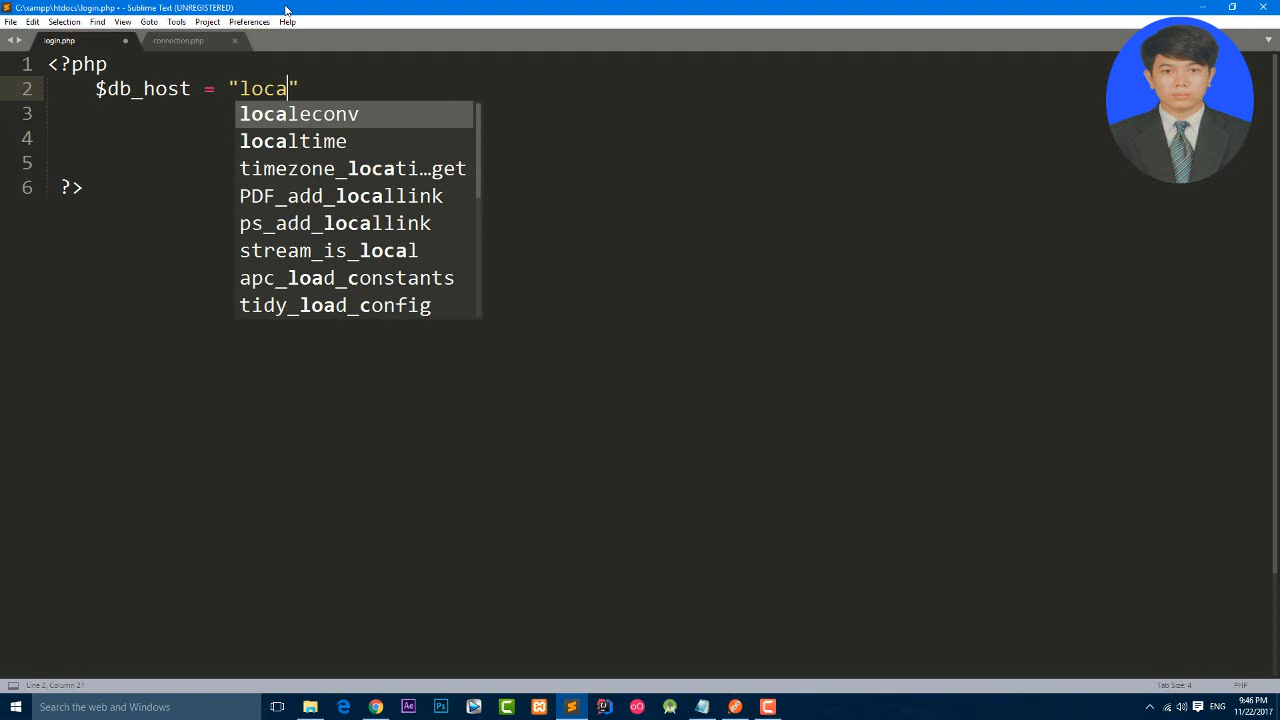 C:\xampp\htdocs\login.php • - Sublime Text (UNREGISTERED)
File Edit Selection Find View Goto Tools Project Preferences Help
login.php connection.php
1 <?php
2 $db_host = "loca"
3
4
5
6 ?>
localeconv
localtime
timezone_locati…get
PDF_add_locallink
ps_add_locallink
stream_is_local
apc_load_constants
tidy_load_config
Line 2, Column 21 Tab Size: 4 PHP
Search the web and Windows
Ae Ps
ENG
9:46 PM
11/22/2017